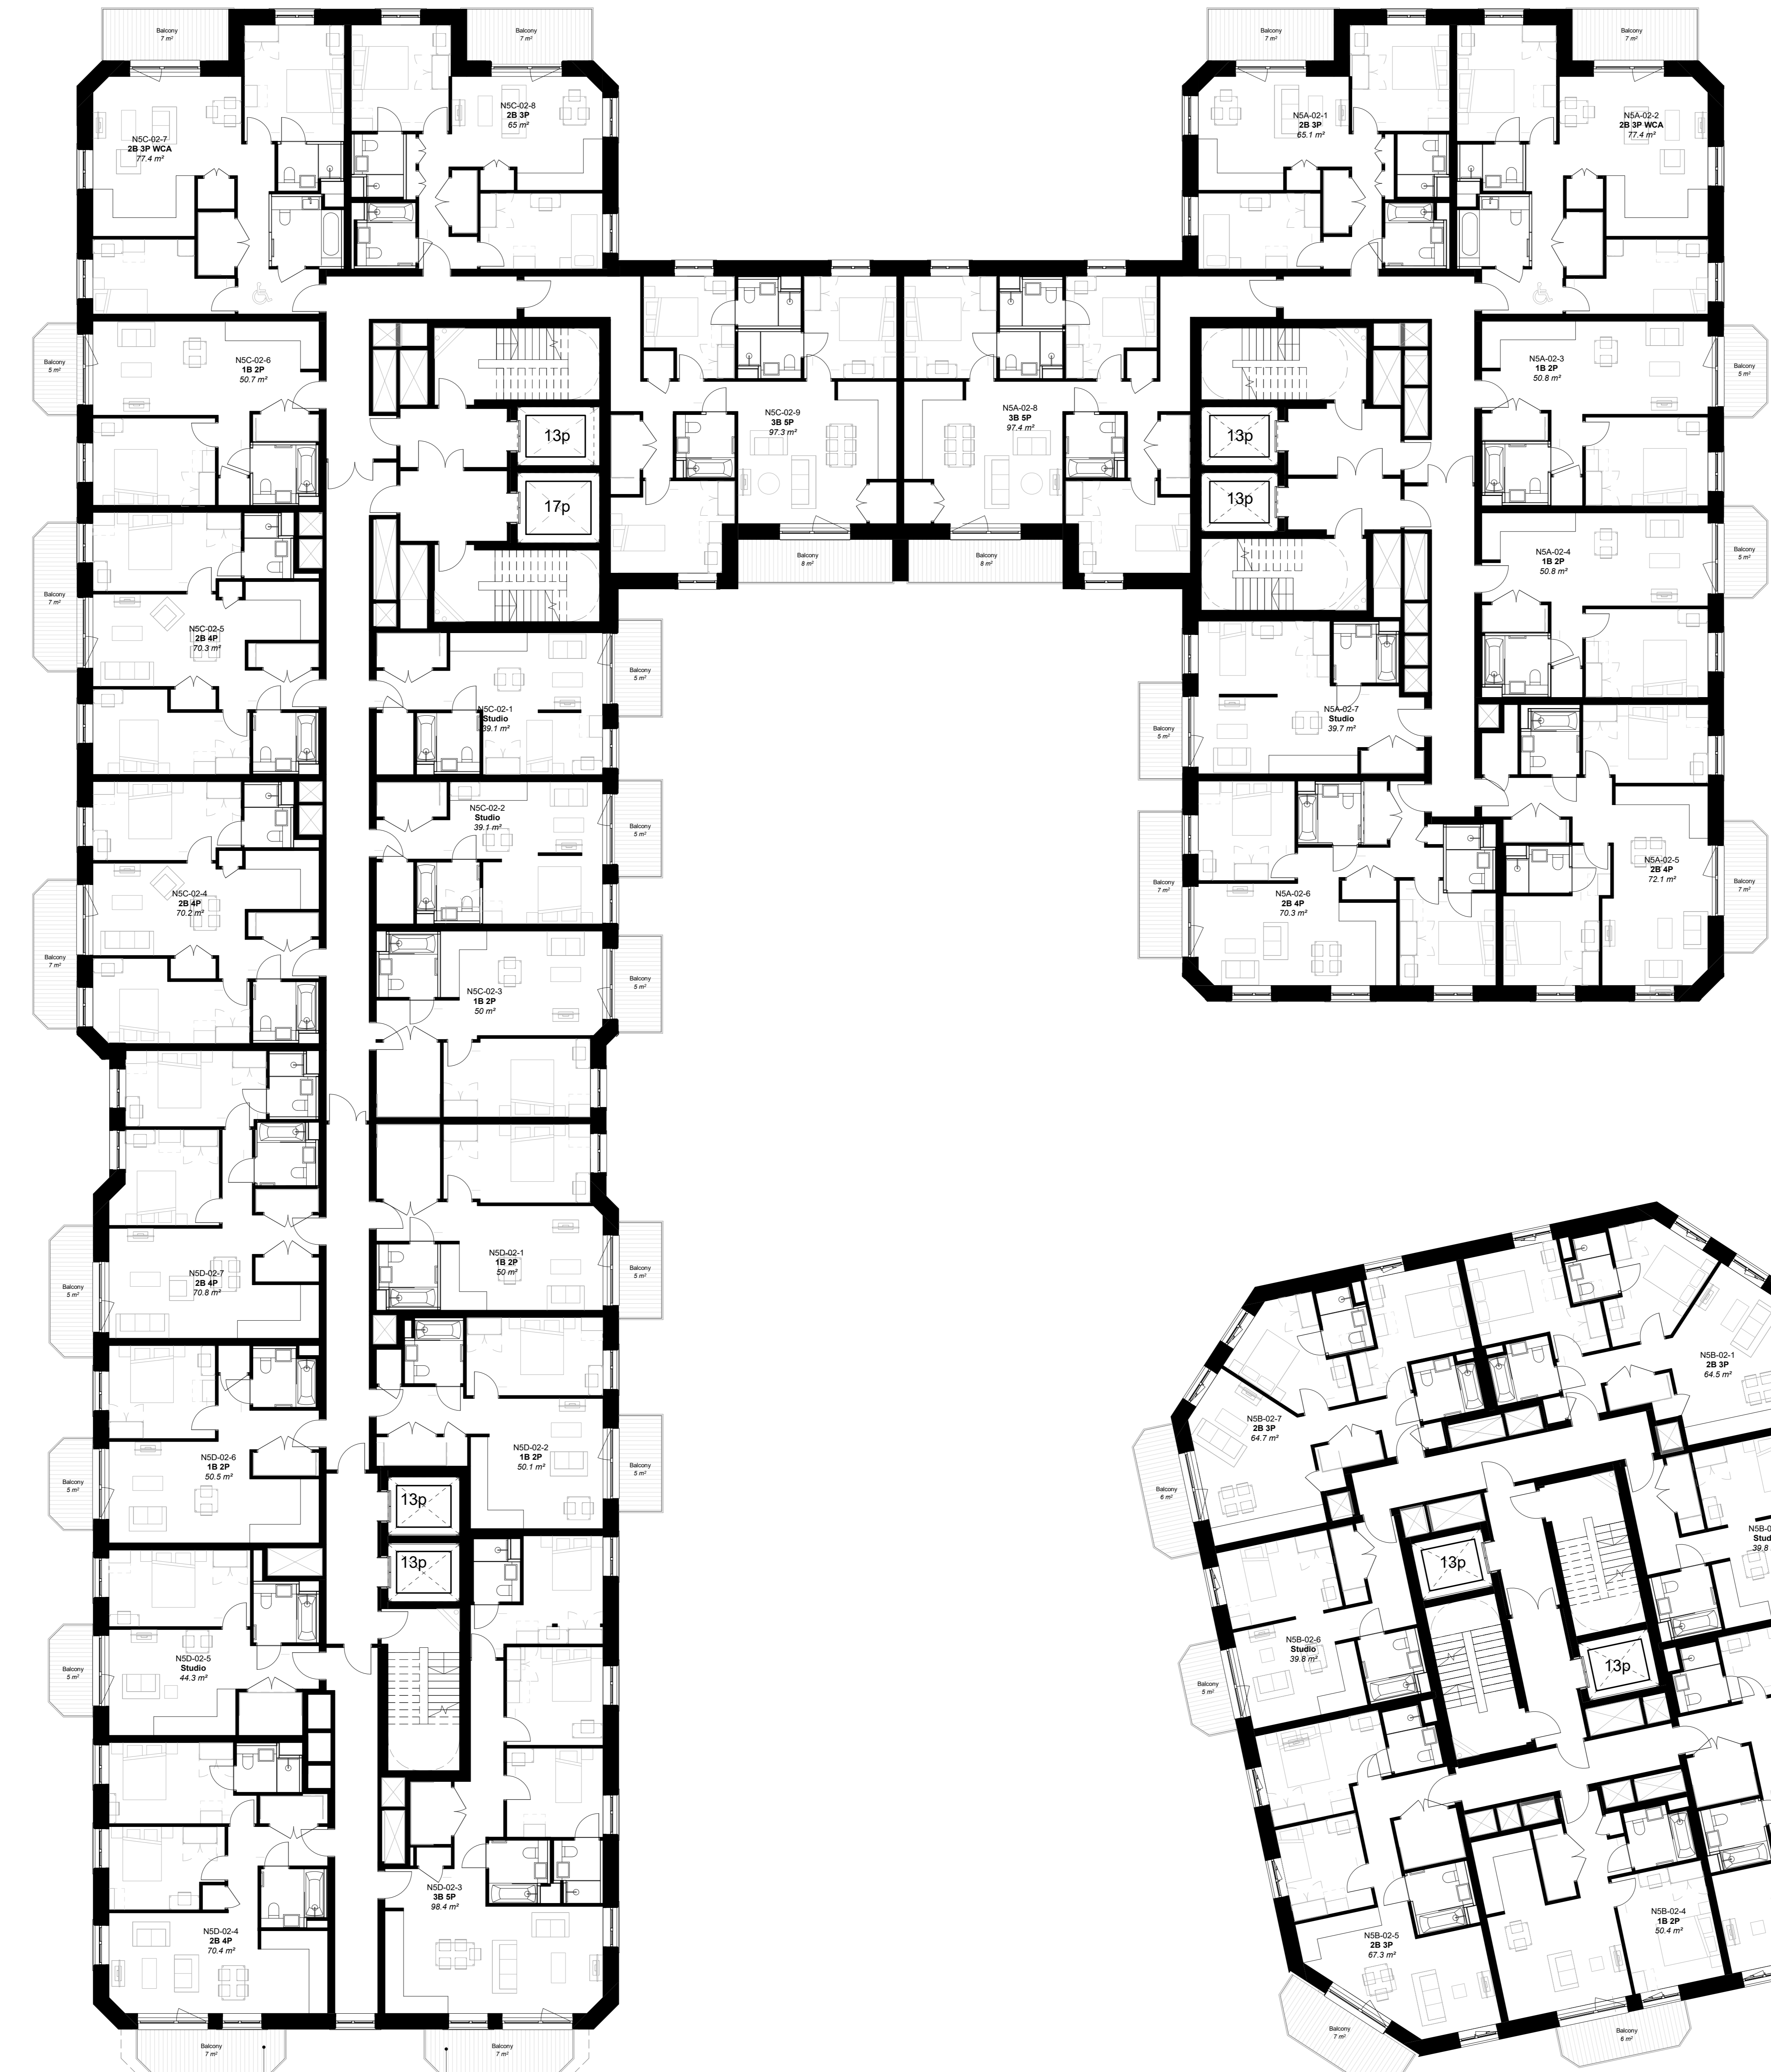 Balcony
7 m²
Balcony
7 m²
Balcony
7 m²
Balcony
7 m²
N5C-02-7
2B 3P WCA
77.4 m²
N5C-02-8
2B 3P
65 m²
N5A-02-1
2B 3P
65.1 m²
N5A-02-2
2B 3P WCA
77.4 m²
Balcony
5 m²
N5C-02-6
1B 2P
50.7 m²
N5A-02-3
1B 2P
50.8 m²
Balcony
5 m²
N5C-02-9
3B 5P
97.3 m²
N5A-02-8
3B 5P
97.4 m²
13p
13p
17p
13p
Balcony
8 m²
Balcony
8 m²
N5A-02-4
1B 2P
50.8 m²
Balcony
5 m²
Balcony
7 m²
N5C-02-5
2B 4P
70.3 m²
Balcony
5 m²
N5C-02-1
Studio
39.1 m²
N5A-02-7
Studio
39.7 m²
Balcony
5 m²
N5C-02-2
Studio
39.1 m²
Balcony
5 m²
N5C-02-4
2B 4P
70.2 m²
Balcony
7 m²
Balcony
7 m²
N5A-02-6
2B 4P
70.3 m²
N5A-02-5
2B 4P
72.1 m²
Balcony
7 m²
N5C-02-3
1B 2P
50 m²
Balcony
5 m²
N5D-02-1
1B 2P
50 m²
Balcony
5 m²
Balcony
5 m²
N5D-02-7
2B 4P
70.8 m²
N5B-02-1
2B 3P
64.5 m²
N5B-02-7
2B 3P
64.7 m²
N5D-02-2
1B 2P
50.1 m²
Balcony
5 m²
Balcony
5 m²
N5D-02-6
1B 2P
50.5 m²
Balcony
6 m²
13p
13p
13p
N5B-0
Stud
39.8
N5B-02-6
Studio
39.8 m²
13p
Balcony
5 m²
N5D-02-5
Studio
44.3 m²
Balcony
5 m²
N5D-02-3
3B 5P
98.4 m²
N5D-02-4
2B 4P
70.4 m²
N5B-02-4
1B 2P
50.4 m²
N5B-02-5
2B 3P
67.3 m²
Balcony
7 m²
Balcony
7 m²
Balcony
7 m²
Balcony
6 m²